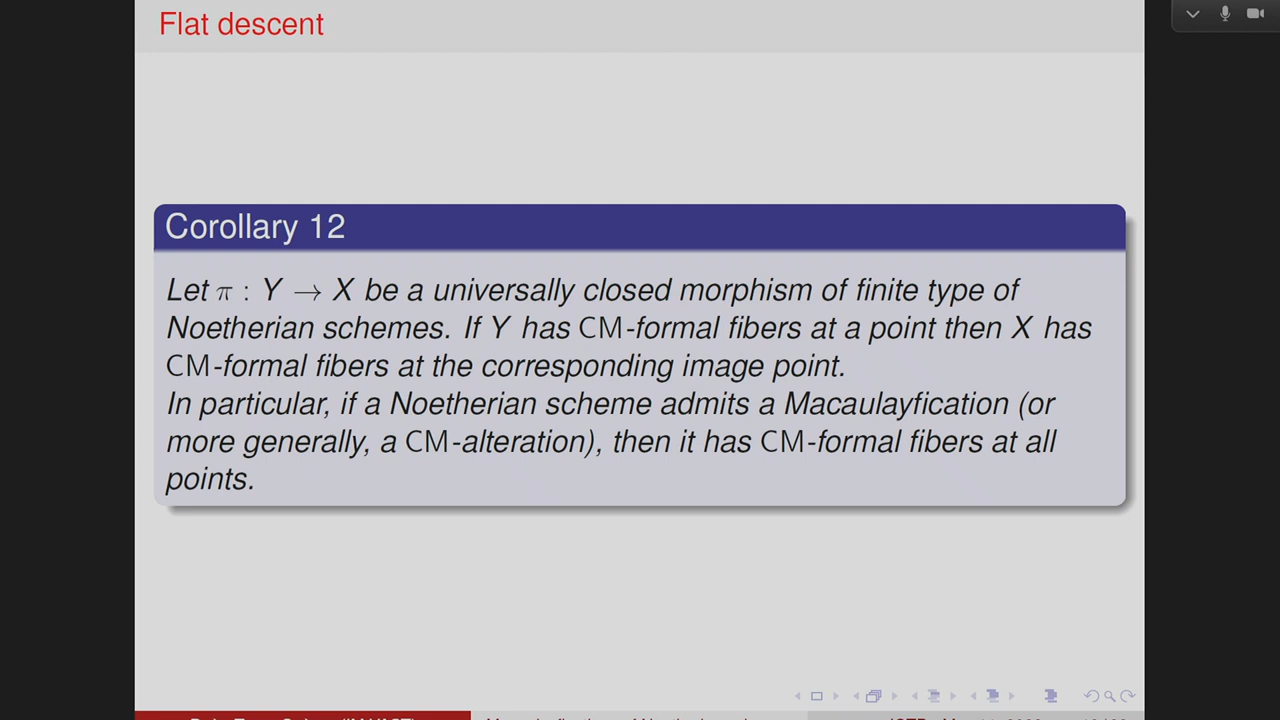 Flat descent
Corollary 12
Let π : Y → X be a universally closed morphism of finite type of
Noetherian schemes. If Y has CM-formal fibers at a point then X has
CM-formal fibers at the corresponding image point.
In particular, if a Noetherian scheme admits a Macaulayfication (or
more generally, a CM-alteration), then it has CM-formal fibers at all
points.